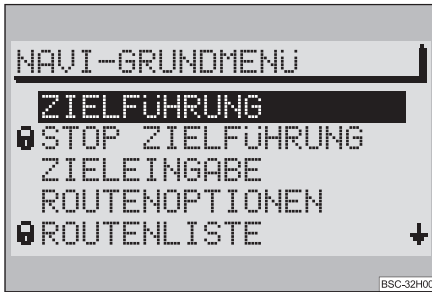 NAVI-GRUNDMENÜ
ZIELFÜHRUNG
STOP ZIELFÜHRUNG
ZIELEINGABE
ROUTENOPTIONEN
ROUTENLISTE
BSC-32H00